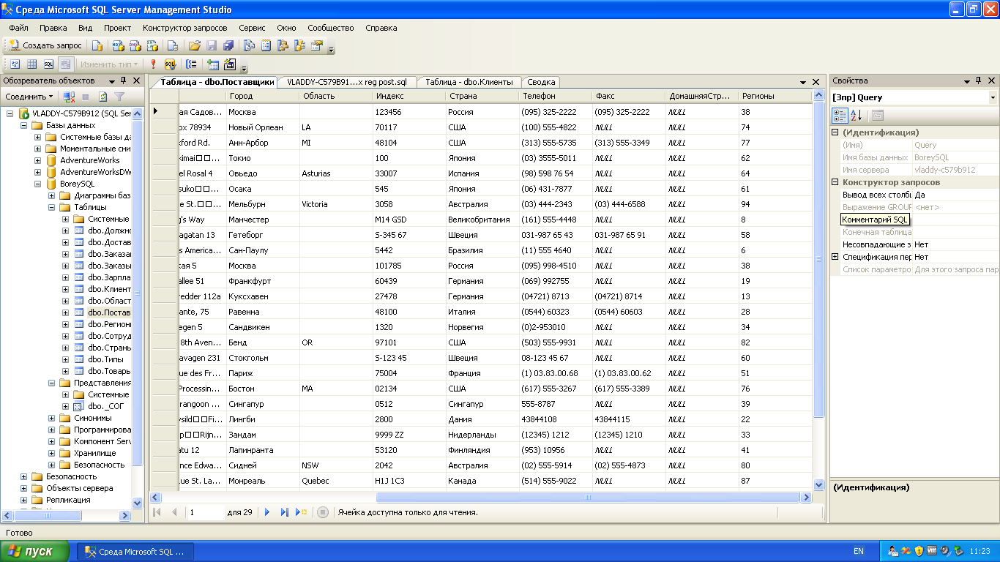 Среда Microsoft SQL Server Management Studio
Файл Правка Вид Проект Конструктор запросов Сервис Окно Сообщество Справка
Создать запрос
Изменить тип
Обозреватель объектов
Соединить
VLADDY-C579B912 (SQL Ser
Базы данных
Системные базы да
Моментальные сни
AdventureWorks
AdventureWorksDW
BoreySQL
Диаграммы баз
Таблицы
Системные
dbo.Должно
dbo.Достав
dbo.Заказа
dbo.Заказы
dbo.Зарпла
dbo.Клиент
dbo.Област
dbo.Постав
dbo.Регион
dbo.Сотруд
dbo.Страны
dbo.Типы
dbo.Товары
Представления
Системные
dbo._СОГ
Синонимы
Программирова
Компонент Serv
Хранилище
Безопасность
Безопасность
Объекты сервера
Репликация
Таблица - dbo.Поставщики VLADDY-C579B91...x reg post.sql Таблица - dbo.Клиенты Сводка
Город Область Индекс Страна Телефон Факс ДомашняяСтр... Регионы
ая Садов... Москва 123456 Россия (095) 325-2222 (095) 325-2222 NULL 38
ox 78934 Новый Орлеан LA 70117 США (100) 555-4822 NULL NULL 74
xford Rd. Анн-Арбор MI 48104 США (313) 555-5735 (313) 555-3349 NULL 77
kimai□□... Токио 100 Япония (03) 3555-5011 NULL NULL 62
el Rosal 4 Овьедо Asturias 33007 Испания (98) 598 76 54 NULL NULL 64
suko□□... Осака 545 Япония (06) 431-7877 NULL NULL 61
e St.□□... Мельбурн Victoria 3058 Австралия (03) 444-2343 (03) 444-6588 NULL 94
g's Way Манчестер M14 GSD Великобритания (161) 555-4448 NULL NULL 8
agatan 13 Гетеборг S-345 67 Швеция 031-987 65 43 031-987 65 91 NULL 58
s America... Сан-Паулу 5442 Бразилия (11) 555 4640 NULL NULL 6
кая 5 Москва 101785 Россия (095) 998-4510 NULL NULL 38
allee 51 Франкфурт 60439 Германия (069) 992755 NULL NULL 19
redder 112a Куксхавен 27478 Германия (04721) 8713 (04721) 8714 NULL 13
ante, 75 Равенна 48100 Италия (0544) 60323 (0544) 60603 NULL 28
egen 5 Сандвикен 1320 Норвегия (0)2-953010 NULL NULL 34
8th Aven... Бенд OR 97101 США (503) 555-9931 NULL NULL 82
avagen 231 Стокгольм S-123 45 Швеция 08-123 45 67 NULL NULL 60
ue des Fr... Париж 75004 Франция (1) 03.83.00.68 (1) 03.83.00.62 NULL 51
Processin... Бостон MA 02134 США (617) 555-3267 (617) 555-3389 NULL 76
rangoon ... Сингапур 0512 Сингапур 555-8787 NULL NULL 39
ysild□□Fi... Лингби 2800 Дания 43844108 43844115 NULL 22
p□□Rijn... Зандам 9999 ZZ Нидерланды (12345) 1212 (12345) 1210 NULL 33
atu 12 Лапинранта 53120 Финляндия (953) 10956 NULL NULL 41
nce Edwa... Сидней NSW 2042 Австралия (02) 555-5914 (02) 555-4873 NULL 80
ue St. La... Монреаль Quebec H1J 1C3 Канада (514) 555-9022 NULL NULL 87
1 для 29 Ячейка доступна только для чтения.
Свойства
[Зпр] Query
(Идентификация)
(Имя) Query
Имя базы данных BoreySQL
Имя сервера vladdy-c579b912
Конструктор запросов
Вывод всех столбц Да
Выражение GROUP <нет>
Комментарий SQL
Конечная таблица
Несовпадающие з Нет
Спецификация пер Нет
Список параметро Для этого запроса пар
(Идентификация)
Готово
пуск Среда Microsoft SQL ... EN 11:23